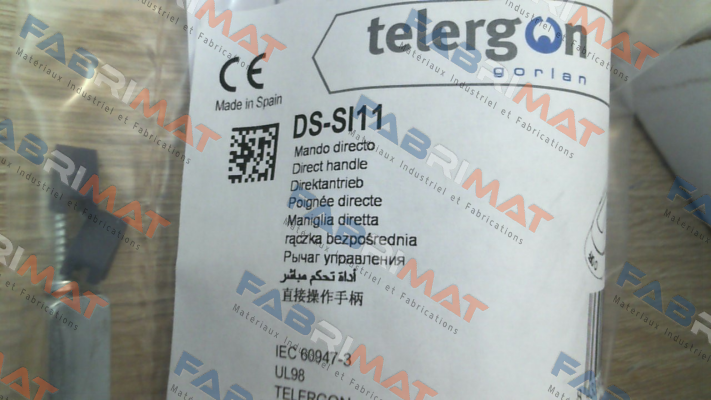 telergon
gorlan
CE
Made in Spain
DS-SI11
Mando directo
Direct handle
Direktantrieb
Poignée directe
Maniglia diretta
rączka bezpośrednia
Рычаг управления
أداة تحكم مباشر
直接操作手柄
IEC 60947-3
UL98
TELERGON
FABRIMAT
Materiaux Industriel et Fabrications